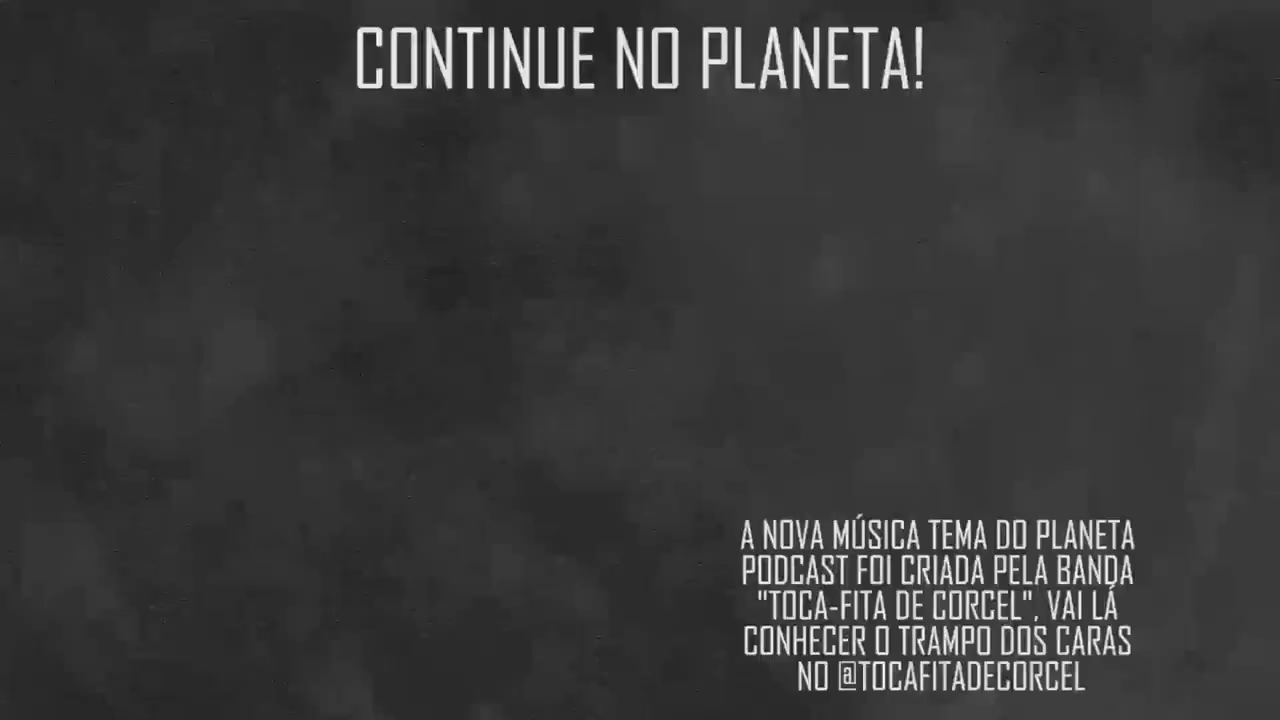 CONTINUE NO PLANETA!
A NOVA MÚSICA TEMA DO PLANETA
PODCAST FOI CRIADA PELA BANDA
"TOCA-FITA DE CORCEL", VAI LÁ
CONHECER O TRAMPO DOS CARAS
NO @TOCAFITADECORCEL